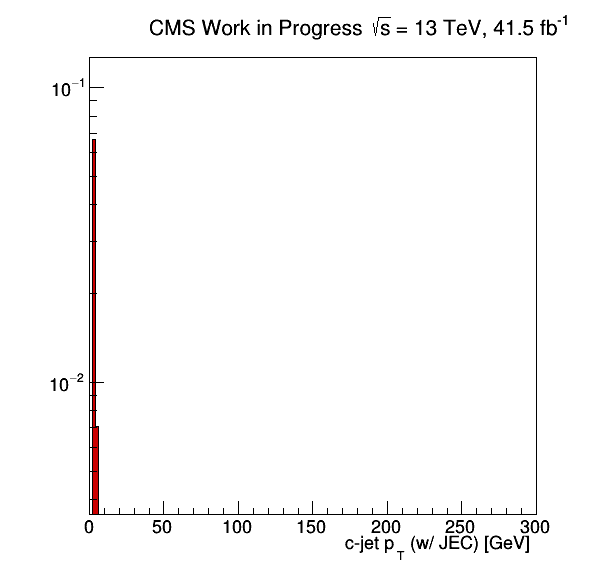 CMS Work in Progress √s = 13 TeV, 41.5 fb⁻¹
10⁻¹
10⁻²
0 50 100 150 200 250 300
c-jet p_T (w/ JEC) [GeV]